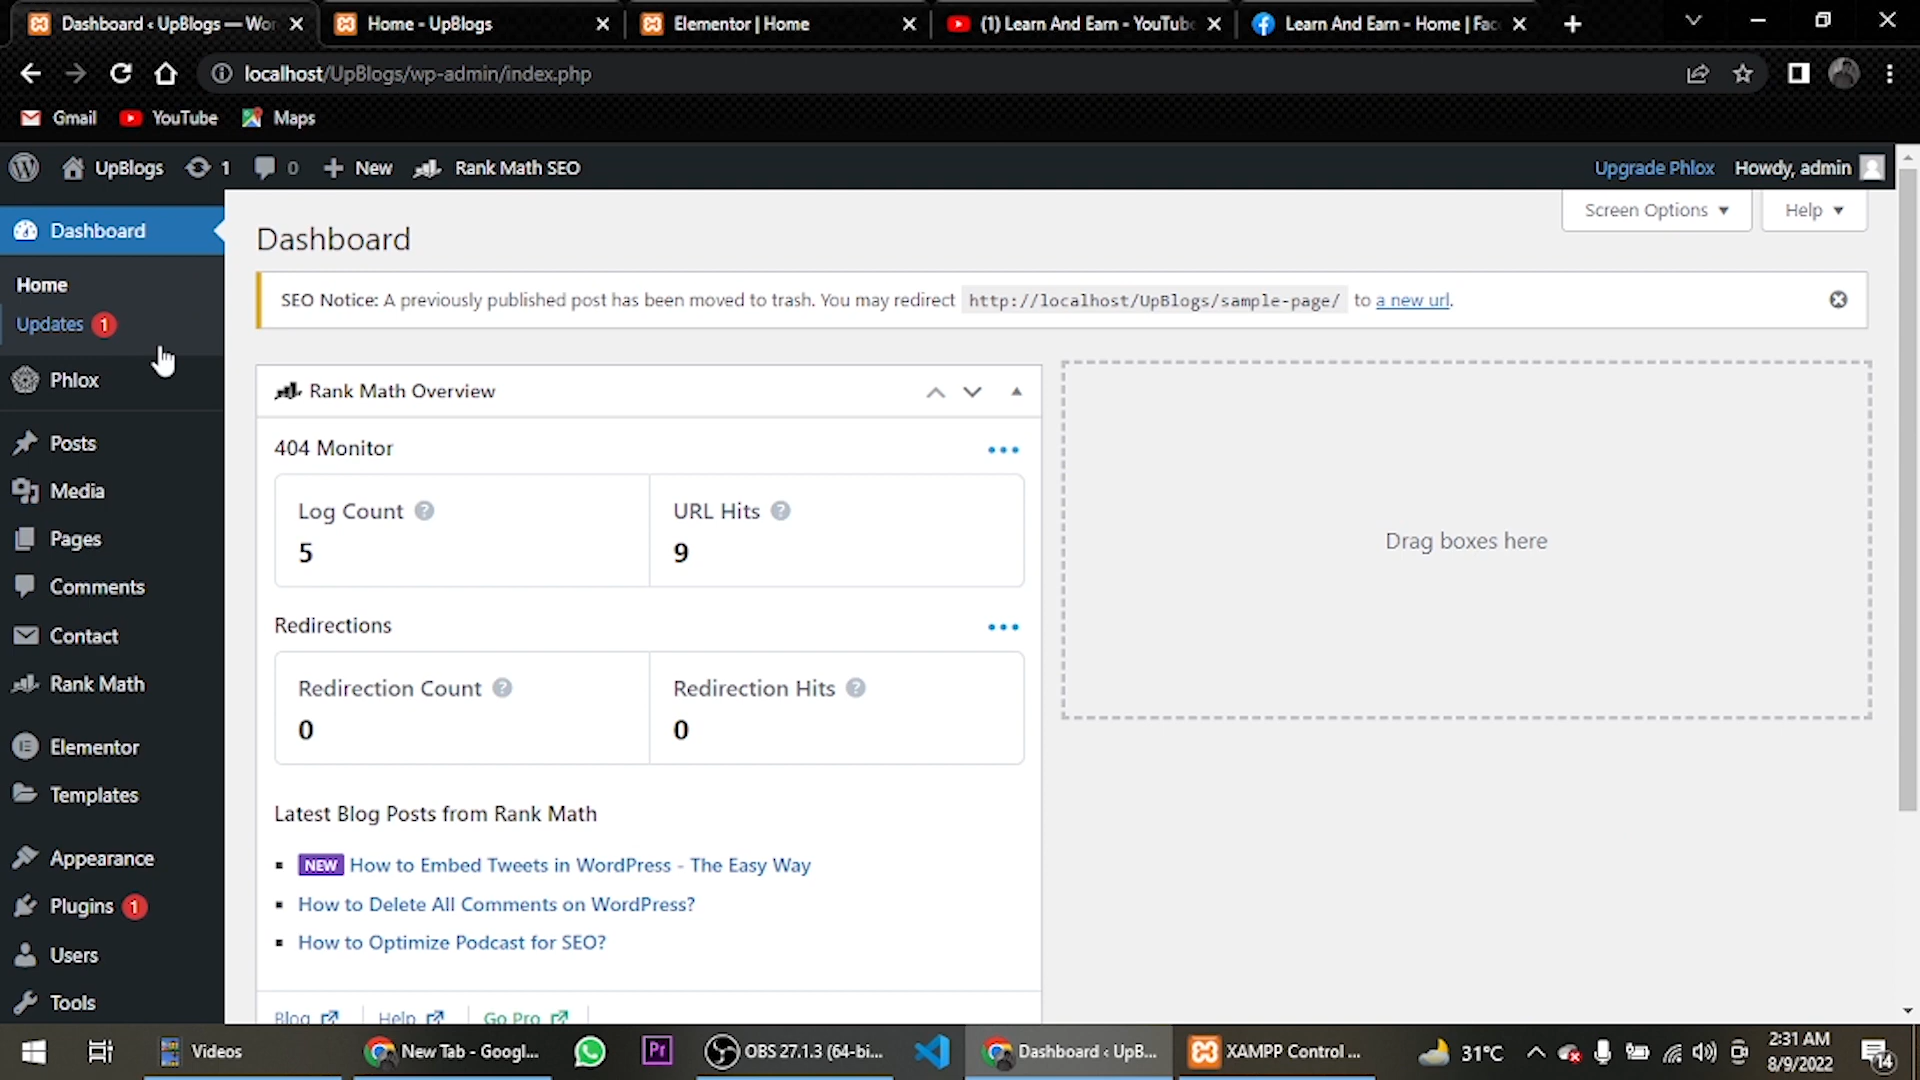 Dashboard ‹ UpBlogs — Wor
Home - UpBlogs
Elementor | Home
(1) Learn And Earn - YouTube
Learn And Earn - Home | Fac
localhost/UpBlogs/wp-admin/index.php
Gmail
YouTube
Maps
UpBlogs
1
0
New
Rank Math SEO
Upgrade Phlox
Howdy, admin
Dashboard
Home
Updates 1
Phlox
Posts
Media
Pages
Comments
Contact
Rank Math
Elementor
Templates
Appearance
Plugins 1
Users
Tools
Screen Options
Help
Dashboard
SEO Notice: A previously published post has been moved to trash. You may redirect http://localhost/UpBlogs/sample-page/ to a new url.
Rank Math Overview
404 Monitor
Log Count ?
5
URL Hits ?
9
Redirections
Redirection Count ?
0
Redirection Hits ?
0
Latest Blog Posts from Rank Math
NEW How to Embed Tweets in WordPress - The Easy Way
How to Delete All Comments on WordPress?
How to Optimize Podcast for SEO?
Blog
Help
Go Pro
Drag boxes here
Videos
New Tab - Googl...
Pr
OBS 27.1.3 (64-bi...
Dashboard ‹ UpB...
XAMPP Control ...
31°C
2:31 AM
8/9/2022
14